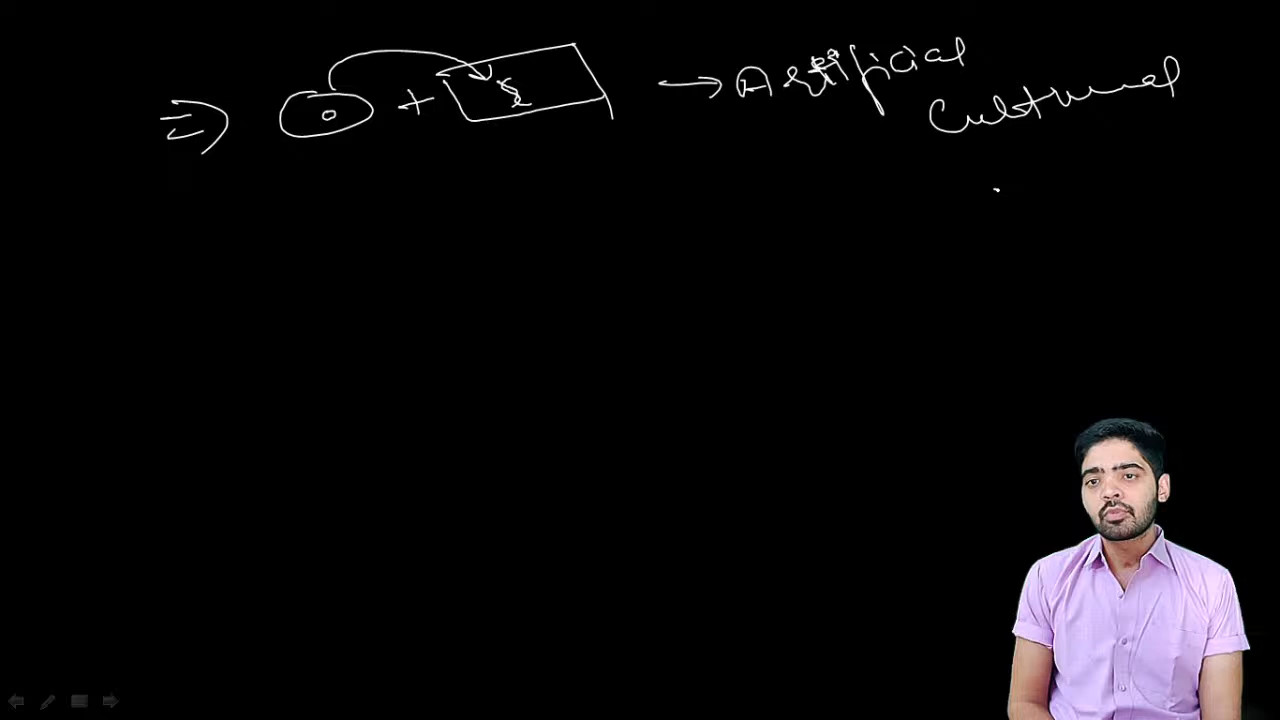 ⇒ + → Artificial
Cultural